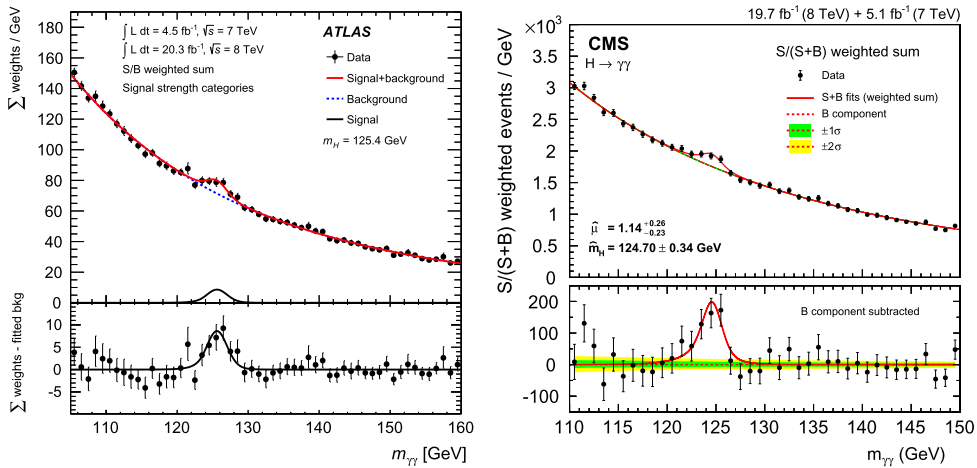 ∫ L dt = 4.5 fb⁻¹, √s = 7 TeV
∫ L dt = 20.3 fb⁻¹, √s = 8 TeV
S/B weighted sum
Signal strength categories
ATLAS
Data
Signal+background
Background
Signal
m_H = 125.4 GeV
∑ weights / GeV
180
160
140
120
100
80
60
40
20
0
∑ weights - fitted bkg
10
5
0
-5
110 120 130 140 150 160
m_γγ [GeV]
19.7 fb⁻¹ (8 TeV) + 5.1 fb⁻¹ (7 TeV)
×10³
S/(S+B) weighted events / GeV
CMS
H → γγ
S/(S+B) weighted sum
Data
S+B fits (weighted sum)
B component
±1σ
±2σ
μ̂ = 1.14 +0.26 −0.23
m̂_H = 124.70 ± 0.34 GeV
4
3.5
3
2.5
2
1.5
1
0.5
0
B component subtracted
200
100
0
-100
110 115 120 125 130 135 140 145 150
m_γγ (GeV)